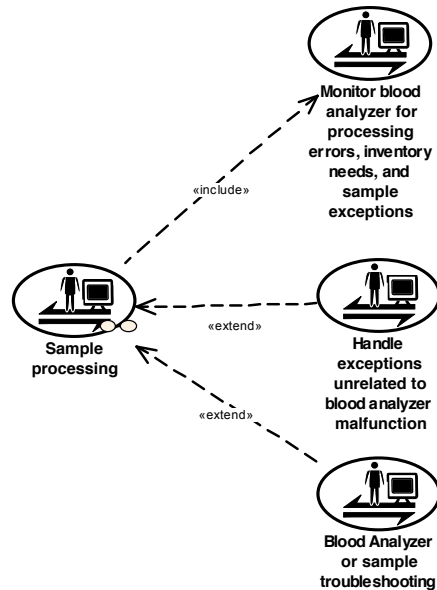 Monitor blood
analyzer for
processing
errors, inventory
needs, and
sample
exceptions
«include»
Sample
processing
«extend»
Handle
exceptions
unrelated to
blood analyzer
malfunction
«extend»
Blood Analyzer
or sample
troubleshooting